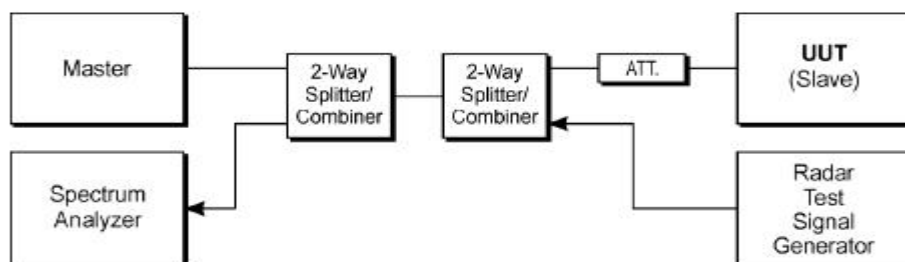 Master
2-Way
Splitter/
Combiner
2-Way
Splitter/
Combiner
ATT.
UUT
(Slave)
Spectrum
Analyzer
Radar
Test
Signal
Generator